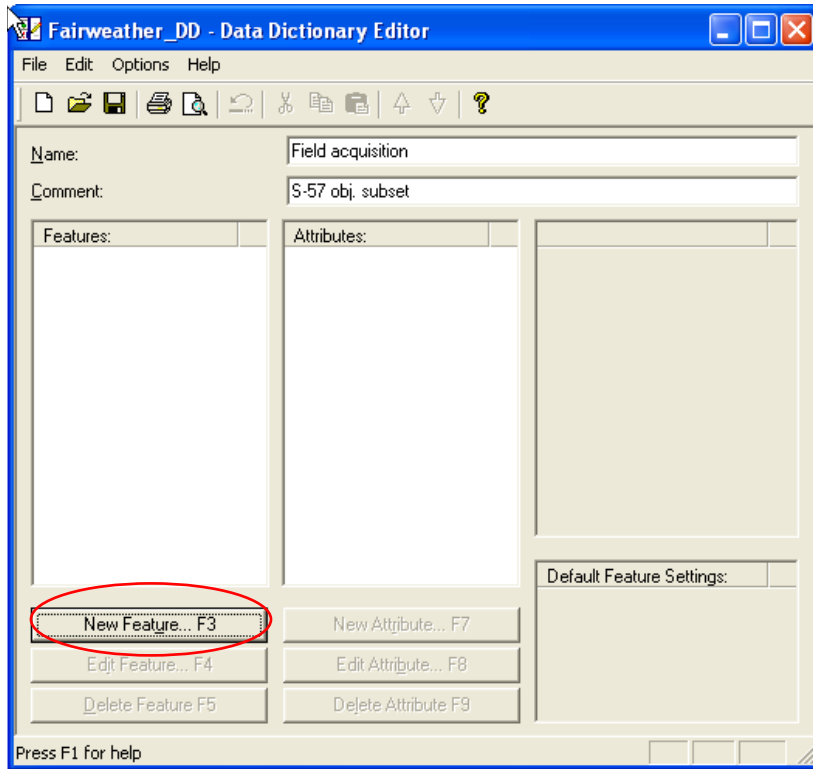 Fairweather_DD - Data Dictionary Editor
File Edit Options Help
Name: Field acquisition
Comment: S-57 obj. subset
Features: Attributes:
Default Feature Settings:
New Feature... F3 New Attribute... F7
Edit Feature... F4 Edit Attribute... F8
Delete Feature F5 Delete Attribute F9
Press F1 for help